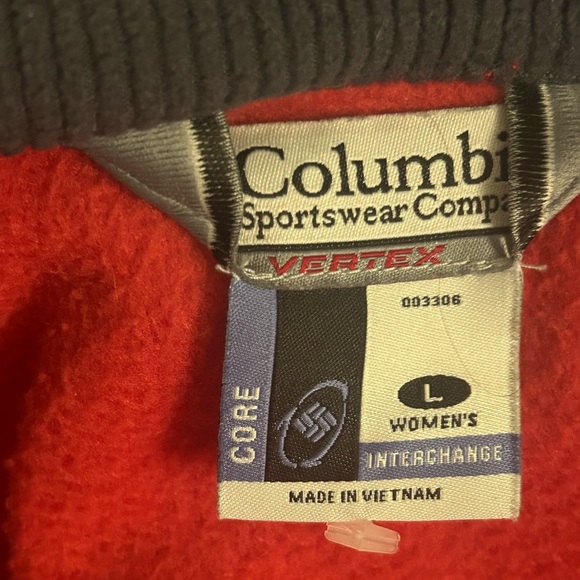 Columbi
Sportswear Compa
VERTEX
003306
CORE
L
WOMEN'S
INTERCHANGE
MADE IN VIETNAM